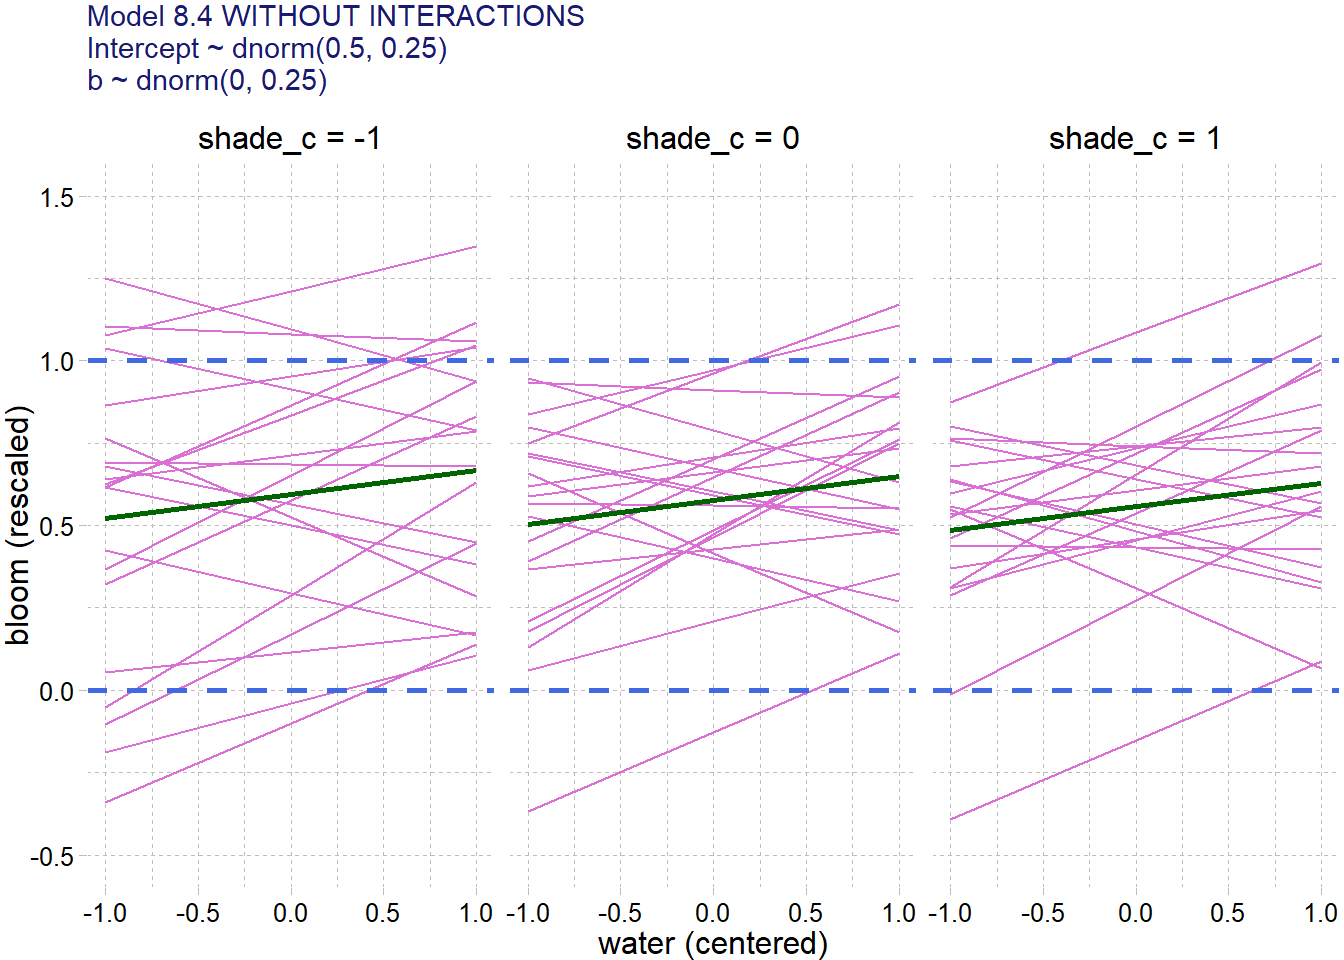 Model 8.4 WITHOUT INTERACTIONS
Intercept ~ dnorm(0.5, 0.25)
b ~ dnorm(0, 0.25)
shade_c = -1
shade_c = 0
shade_c = 1
bloom (rescaled)
1.5
1.0
0.5
0.0
-0.5
-1.0 -0.5 0.0 0.5 1.0
-1.0 -0.5 0.0 0.5 1.0
-1.0 -0.5 0.0 0.5 1.0
water (centered)